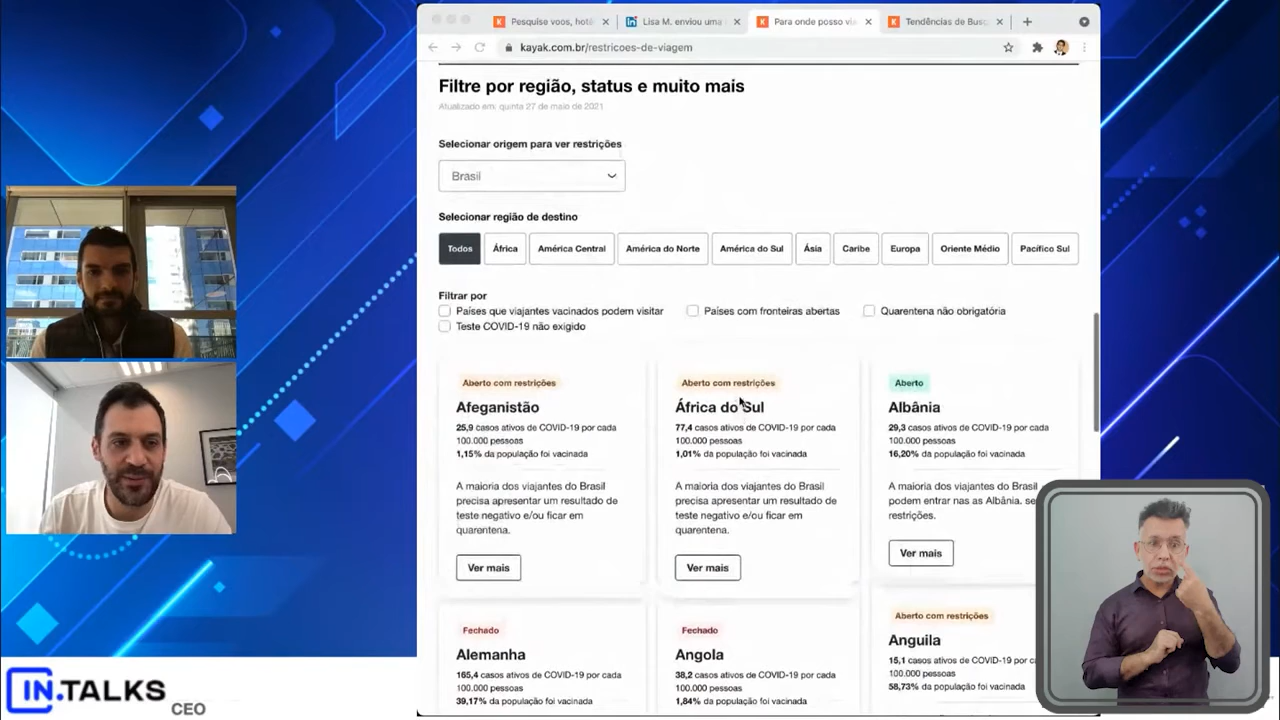 Pesquise voos, hoté
Lisa M. enviou uma
Para onde posso via
Tendências de Busc
kayak.com.br/restricoes-de-viagem
Filtre por região, status e muito mais
Atualizado em: quinta 27 de maio de 2021
Selecionar origem para ver restrições
Brasil
Selecionar região de destino
Todos
África
América Central
América do Norte
América do Sul
Ásia
Caribe
Europa
Oriente Médio
Pacífico Sul
Filtrar por
Países que viajantes vacinados podem visitar
Países com fronteiras abertas
Quarentena não obrigatória
Teste COVID-19 não exigido
Aberto com restrições
Afeganistão
25,9 casos ativos de COVID-19 por cada
100.000 pessoas
1,15% da população foi vacinada
A maioria dos viajantes do Brasil
precisa apresentar um resultado de
teste negativo e/ou ficar em
quarentena.
Ver mais
Aberto com restrições
África do Sul
77,4 casos ativos de COVID-19 por cada
100.000 pessoas
1,01% da população foi vacinada
A maioria dos viajantes do Brasil
precisa apresentar um resultado de
teste negativo e/ou ficar em
quarentena.
Ver mais
Aberto
Albânia
29,3 casos ativos de COVID-19 por cada
100.000 pessoas
16,20% da população foi vacinada
A maioria dos viajantes do Brasil
podem entrar nas as Albânia. se
restrições.
Ver mais
Fechado
Alemanha
165,4 casos ativos de COVID-19 por cada
100.000 pessoas
39,17% da população foi vacinada
Fechado
Angola
38,2 casos ativos de COVID-19 por cada
100.000 pessoas
1,84% da população foi vacinada
Aberto com restrições
Anguila
15,1 casos ativos de COVID-19 por
100.000 pessoas
58,73% da população foi vacinada
IN.TALKS
CEO